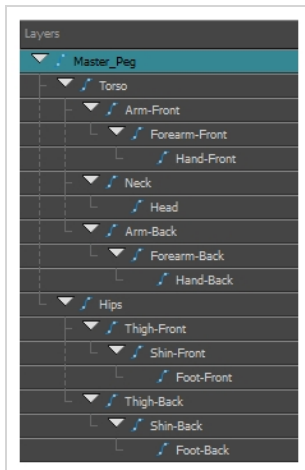 Layers
Master_Peg
Torso
Arm-Front
Forearm-Front
Hand-Front
Neck
Head
Arm-Back
Forearm-Back
Hand-Back
Hips
Thigh-Front
Shin-Front
Foot-Front
Thigh-Back
Shin-Back
Foot-Back